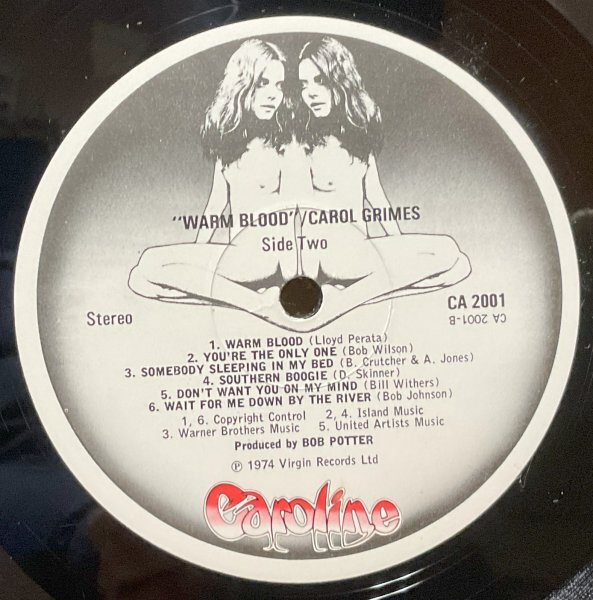 "WARM BLOOD"/CAROL GRIMES
Side Two
Stereo
CA 2001
CA 2001-B
1. WARM BLOOD (Lloyd Perata)
2. YOU'RE THE ONLY ONE (Bob Wilson)
3. SOMEBODY SLEEPING IN MY BED (B. Crutcher & A. Jones)
4. SOUTHERN BOOGIE (D. Skinner)
5. DON'T WANT YOU ON MY MIND (Bill Withers)
6. WAIT FOR ME DOWN BY THE RIVER (Bob Johnson)
1, 6. Copyright Control 2, 4. Island Music
3. Warner Brothers Music 5. United Artists Music
Produced by BOB POTTER
℗ 1974 Virgin Records Ltd
Caroline